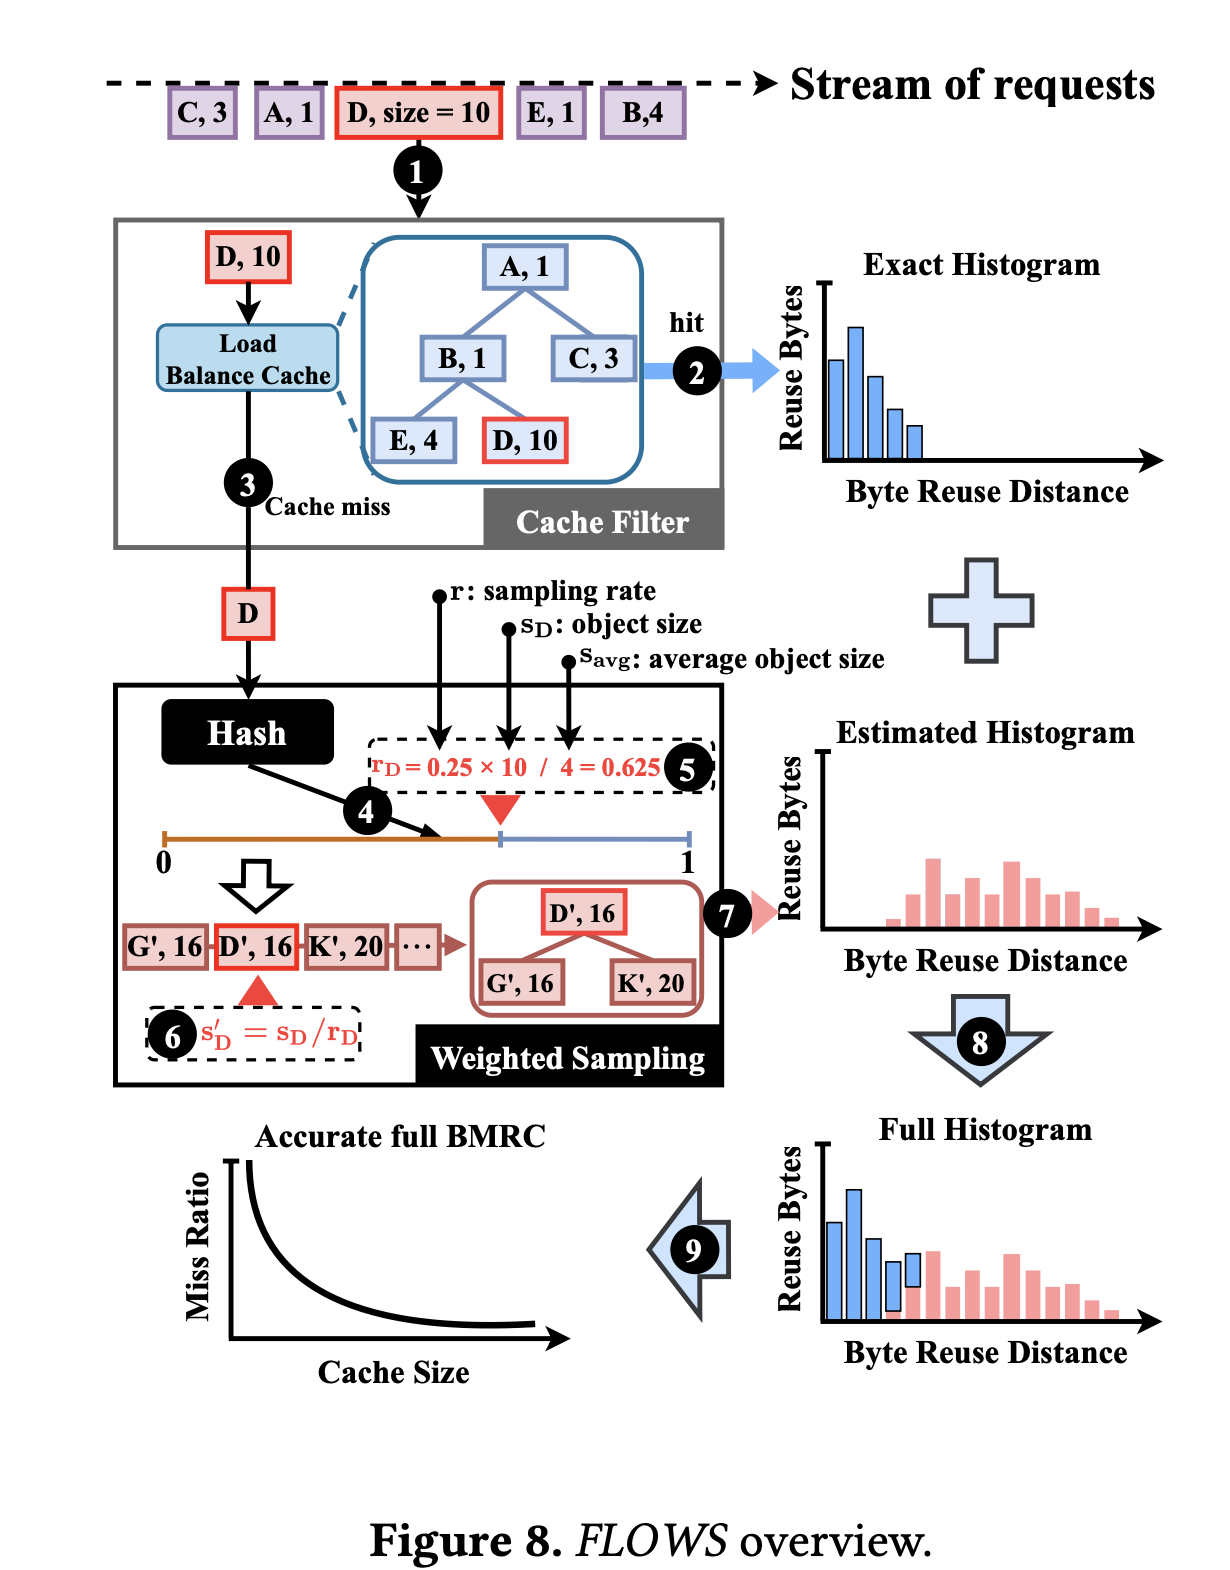 Stream of requests
C, 3
A, 1
D, size = 10
E, 1
B,4
1
D, 10
Load
Balance Cache
A, 1
B, 1
C, 3
E, 4
D, 10
hit
2
3
Cache miss
Cache Filter
Exact Histogram
Reuse Bytes
Byte Reuse Distance
D
r: sampling rate
s_D: object size
s_avg: average object size
Hash
r_D = 0.25 × 10 / 4 = 0.625
5
4
0
1
G', 16
D', 16
K', 20
...
D', 16
G', 16
K', 20
7
6
s'_D = s_D/r_D
Weighted Sampling
Estimated Histogram
Reuse Bytes
Byte Reuse Distance
8
Full Histogram
Reuse Bytes
Byte Reuse Distance
9
Accurate full BMRC
Miss Ratio
Cache Size
Figure 8. FLOWS overview.